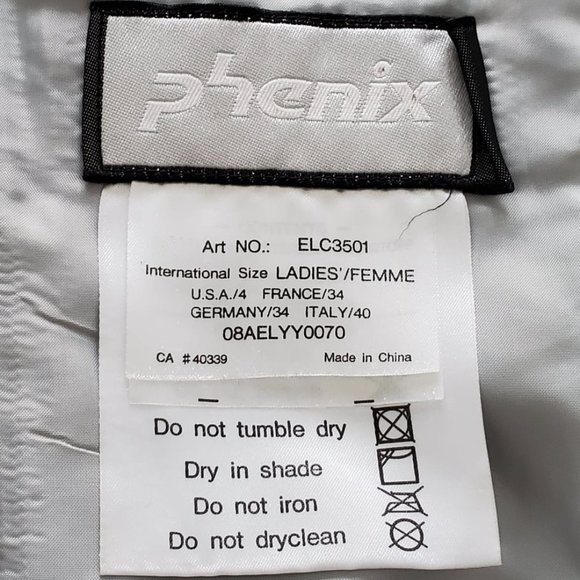 phenix
Art NO.: ELC3501
International Size LADIES'/FEMME
U.S.A./4 FRANCE/34
GERMANY/34 ITALY/40
08AELYY0070
CA #40339 Made in China
Do not tumble dry
Dry in shade
Do not iron
Do not dryclean